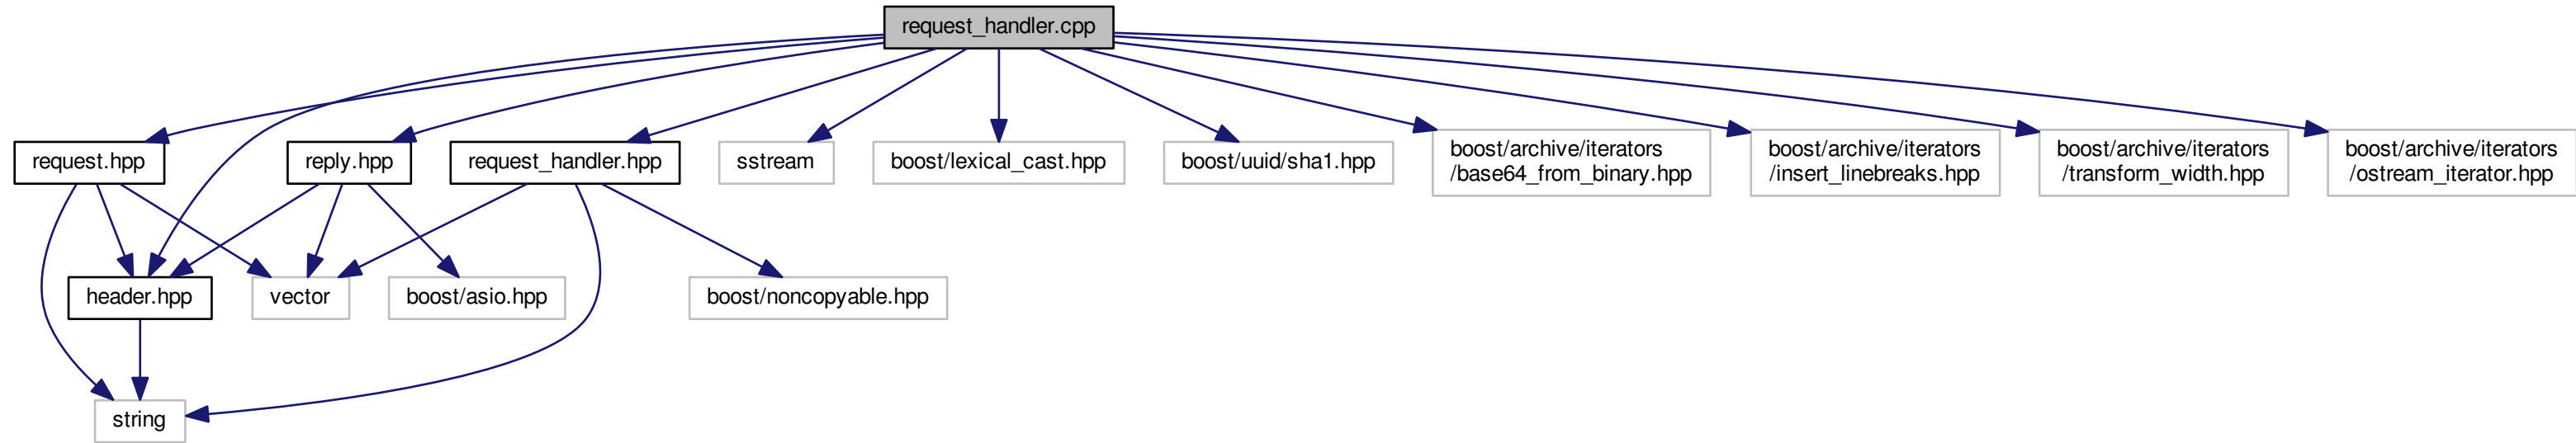 request_handler.cpp
request.hpp
reply.hpp
request_handler.hpp
sstream
boost/lexical_cast.hpp
boost/uuid/sha1.hpp
boost/archive/iterators
/base64_from_binary.hpp
boost/archive/iterators
/insert_linebreaks.hpp
boost/archive/iterators
/transform_width.hpp
boost/archive/iterators
/ostream_iterator.hpp
header.hpp
vector
boost/asio.hpp
boost/noncopyable.hpp
string